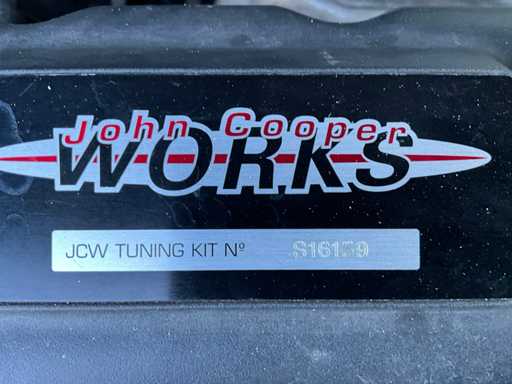 John Cooper
WORKS
JCW TUNING KIT Nº S16159